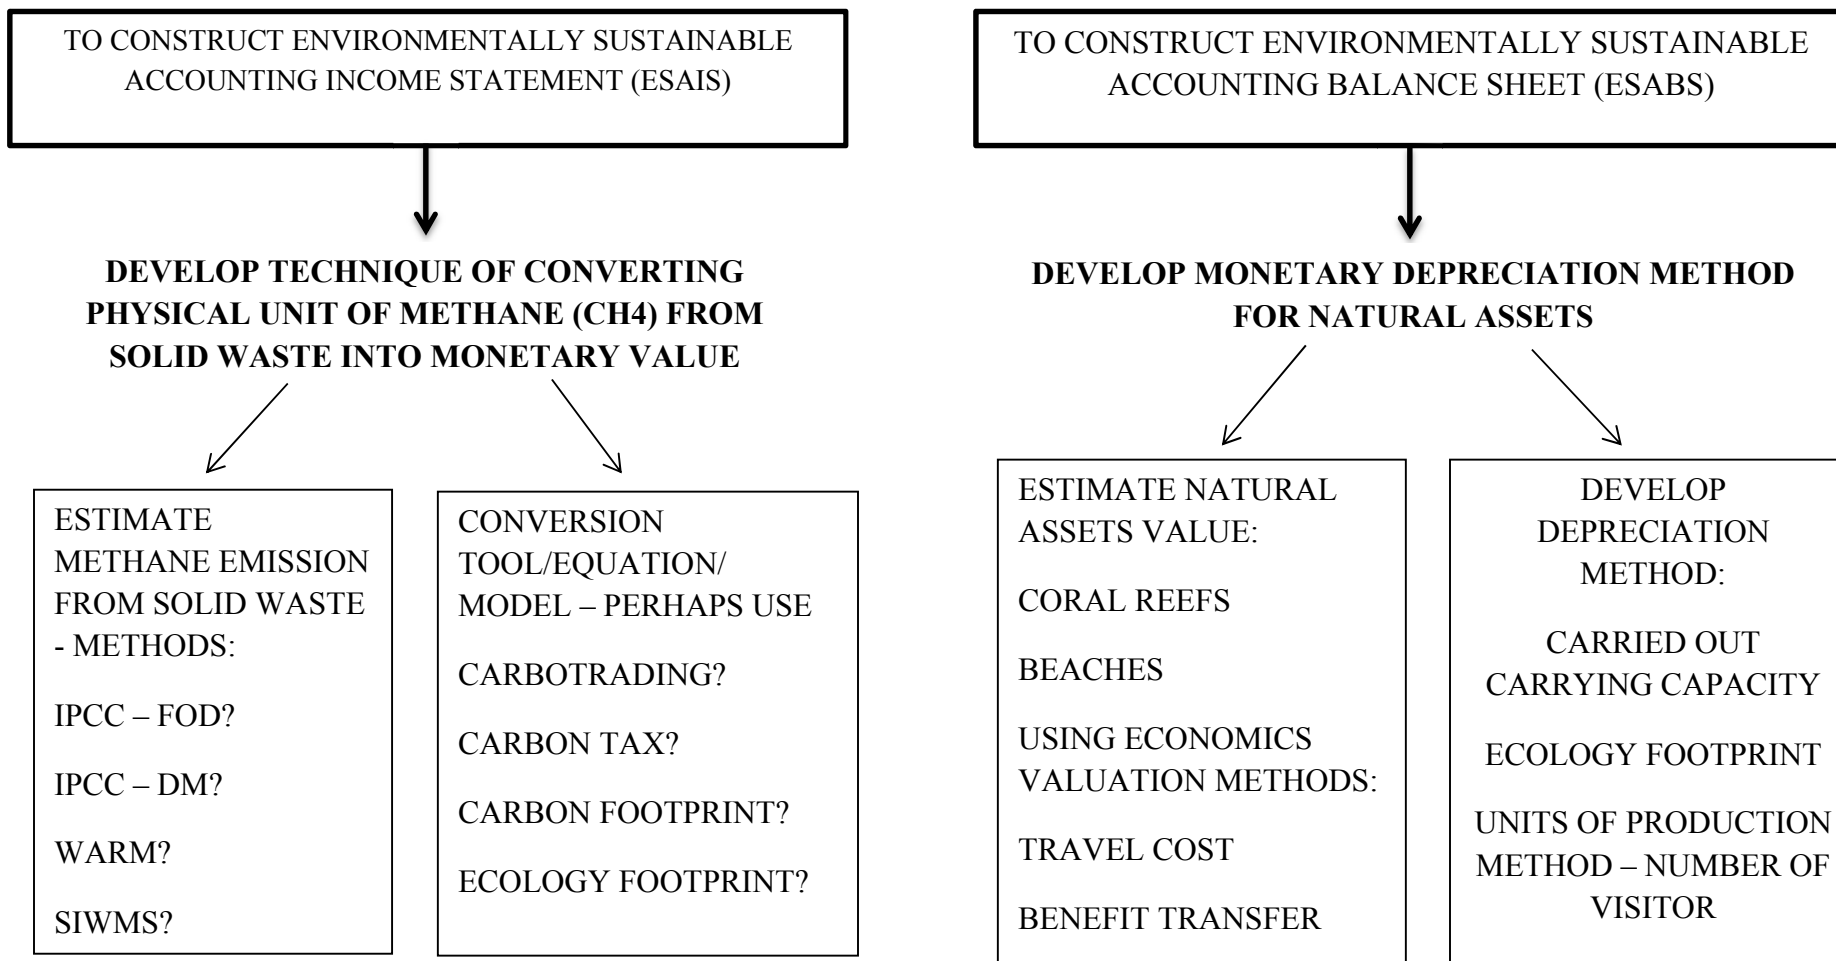 TO CONSTRUCT ENVIRONMENTALLY SUSTAINABLE
ACCOUNTING INCOME STATEMENT (ESAIS)
DEVELOP TECHNIQUE OF CONVERTING
PHYSICAL UNIT OF METHANE (CH4) FROM
SOLID WASTE INTO MONETARY VALUE
ESTIMATE
METHANE EMISSION
FROM SOLID WASTE
- METHODS:
IPCC – FOD?
IPCC – DM?
WARM?
SIWMS?
CONVERSION
TOOL/EQUATION/
MODEL – PERHAPS USE
CARBOTRADING?
CARBON TAX?
CARBON FOOTPRINT?
ECOLOGY FOOTPRINT?
TO CONSTRUCT ENVIRONMENTALLY SUSTAINABLE
ACCOUNTING BALANCE SHEET (ESABS)
DEVELOP MONETARY DEPRECIATION METHOD
FOR NATURAL ASSETS
ESTIMATE NATURAL
ASSETS VALUE:
CORAL REEFS
BEACHES
USING ECONOMICS
VALUATION METHODS:
TRAVEL COST
BENEFIT TRANSFER
DEVELOP
DEPRECIATION
METHOD:
CARRIED OUT
CARRYING CAPACITY
ECOLOGY FOOTPRINT
UNITS OF PRODUCTION
METHOD – NUMBER OF
VISITOR